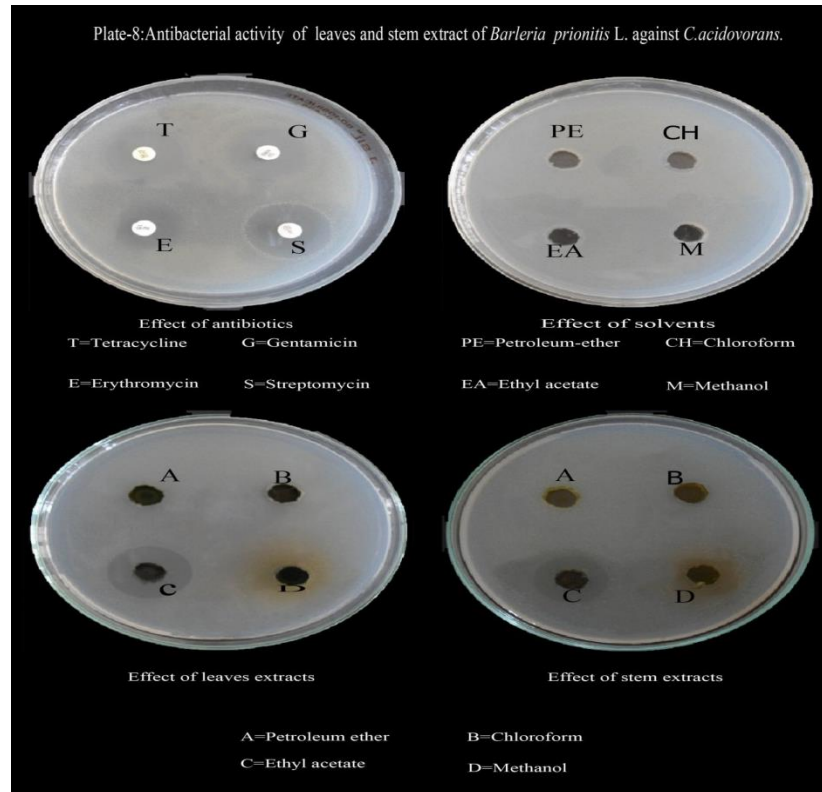 Plate-8:Antibacterial activity of leaves and stem extract of Barleria prionitis L. against C.acidovorans.
T G
E S
PE CH
EA M
Effect of antibiotics
T=Tetracycline G=Gentamicin
E=Erythromycin S=Streptomycin
Effect of solvents
PE=Petroleum-ether CH=Chloroform
EA=Ethyl acetate M=Methanol
A B
C D
A B
C D
Effect of leaves extracts
Effect of stem extracts
A=Petroleum ether B=Chloroform
C=Ethyl acetate D=Methanol